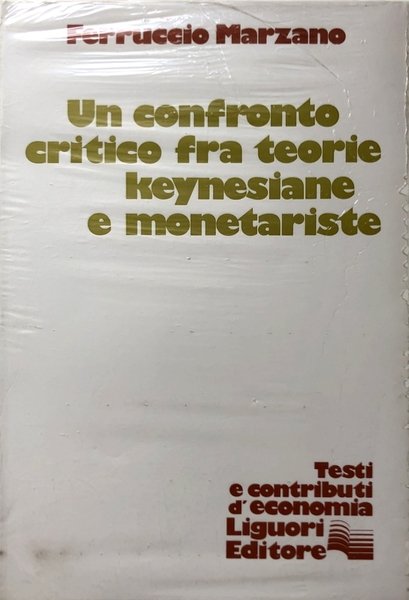 Ferruccio Marzano
Un confronto
critico fra teorie
keynesiane
e monetariste
Testi
e contributi
d'economia
Liguori
Editore